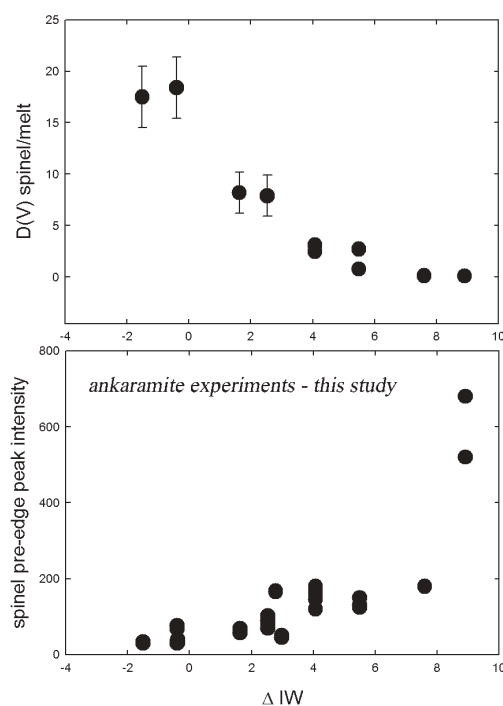 25
20
15
10
5
0
D(V) spinel/melt
-4 -2 0 2 4 6 8 10
800
600
400
200
0
spinel pre-edge peak intensity
ankaramite experiments - this study
-4 -2 0 2 4 6 8 10
Δ IW